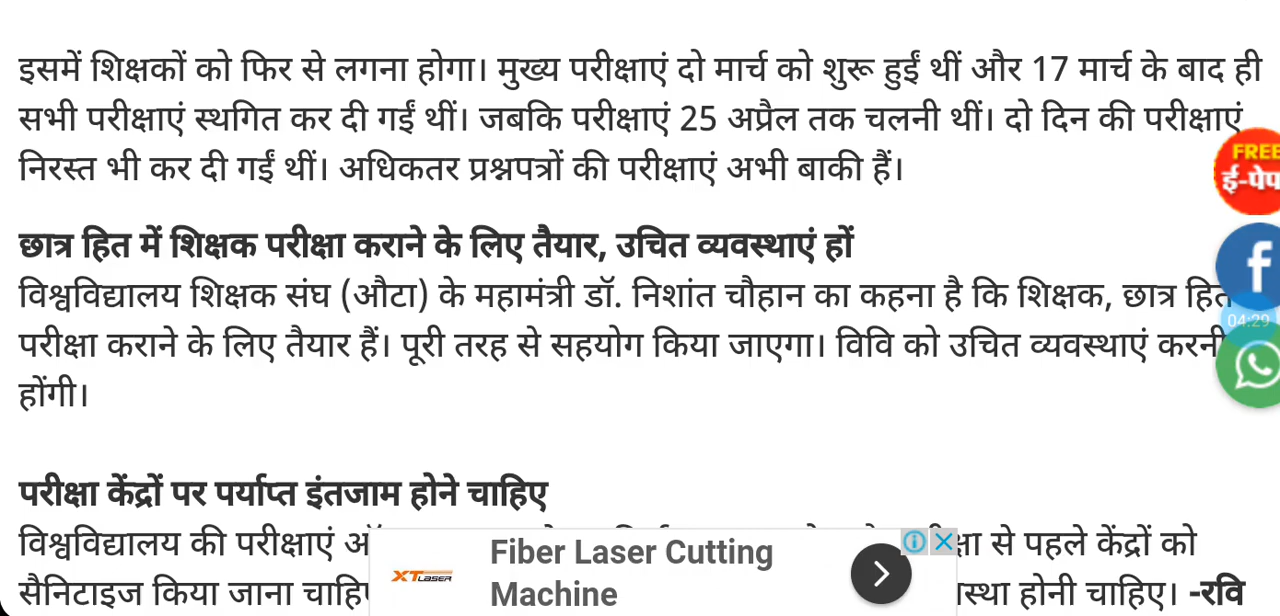 इसमें शिक्षकों को फिर से लगना होगा। मुख्य परीक्षाएं दो मार्च को शुरू हुईं थीं और 17 मार्च के बाद ही
सभी परीक्षाएं स्थगित कर दी गईं थीं। जबकि परीक्षाएं 25 अप्रैल तक चलनी थीं। दो दिन की परीक्षाएं
निरस्त भी कर दी गईं थीं। अधिकतर प्रश्नपत्रों की परीक्षाएं अभी बाकी हैं।
FREE
ई-पेप
छात्र हित में शिक्षक परीक्षा कराने के लिए तैयार, उचित व्यवस्थाएं हों
विश्वविद्यालय शिक्षक संघ (औटा) के महामंत्री डॉ. निशांत चौहान का कहना है कि शिक्षक, छात्र हित
04:29
परीक्षा कराने के लिए तैयार हैं। पूरी तरह से सहयोग किया जाएगा। विवि को उचित व्यवस्थाएं करनी
होंगी।
परीक्षा केंद्रों पर पर्याप्त इंतजाम होने चाहिए
विश्वविद्यालय की परीक्षाएं से पहले केंद्रों को
सैनिटाइज किया जाना होनी चाहिए। -रवि
XTLASER
Fiber Laser Cutting
Machine